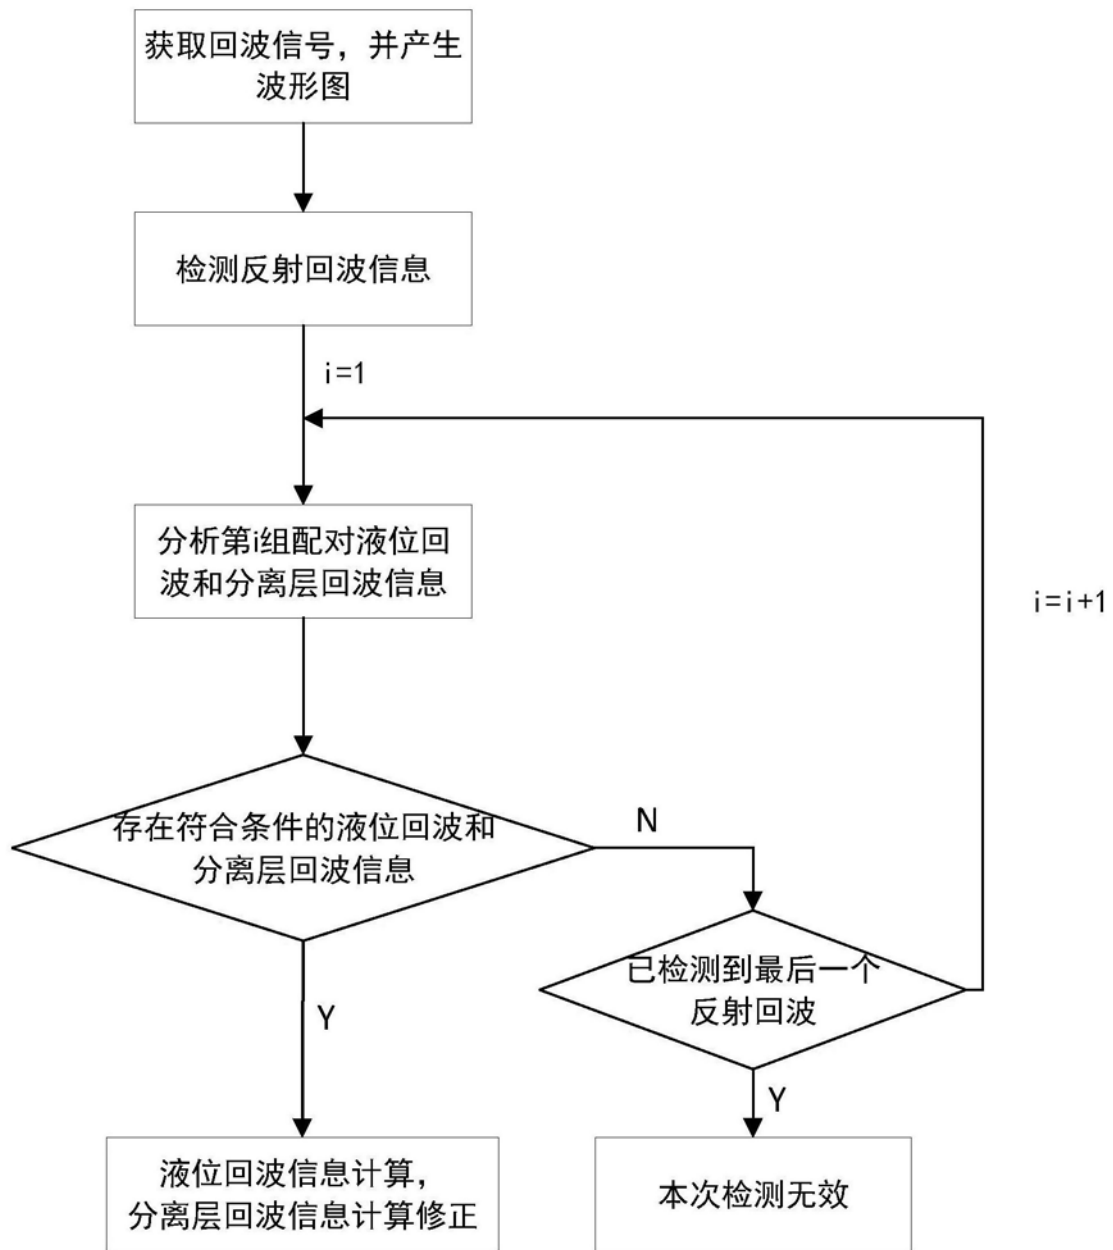 获取回波信号，并产生
波形图
检测反射回波信息
i=1
分析第i组配对液位回
波和分离层回波信息
i=i+1
存在符合条件的液位回波和
分离层回波信息
N
已检测到最后一个
反射回波
Y
Y
液位回波信息计算，
分离层回波信息计算修正
本次检测无效